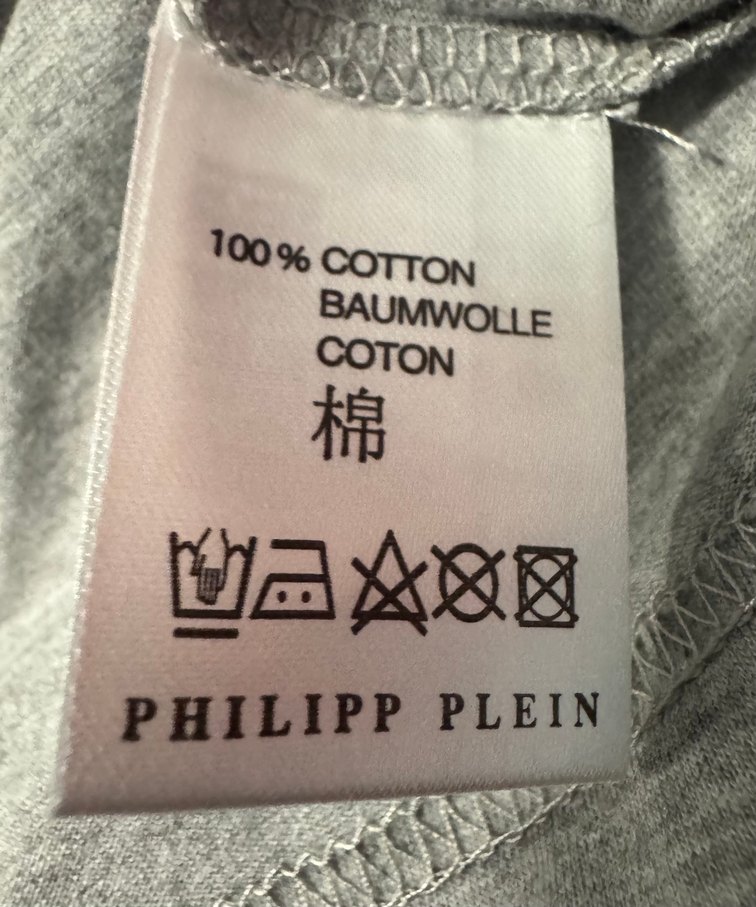 100% COTTON
BAUMWOLLE
COTON
棉
PHILIPP PLEIN